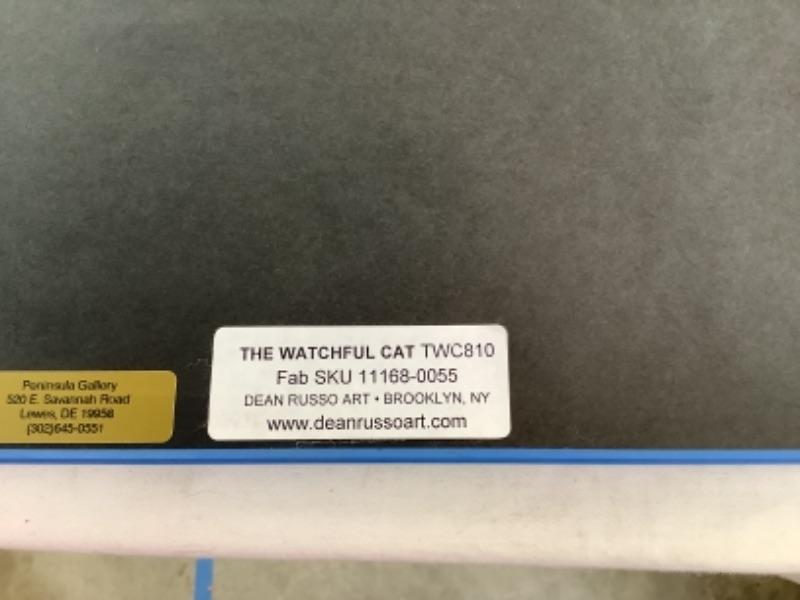 THE WATCHFUL CAT TWC810
Fab SKU 11168-0055
DEAN RUSSO ART • BROOKLYN, NY
www.deanrussoart.com
Peninsula Gallery
520 E. Savannah Road
Lewes, DE 19958
(302)645-0551